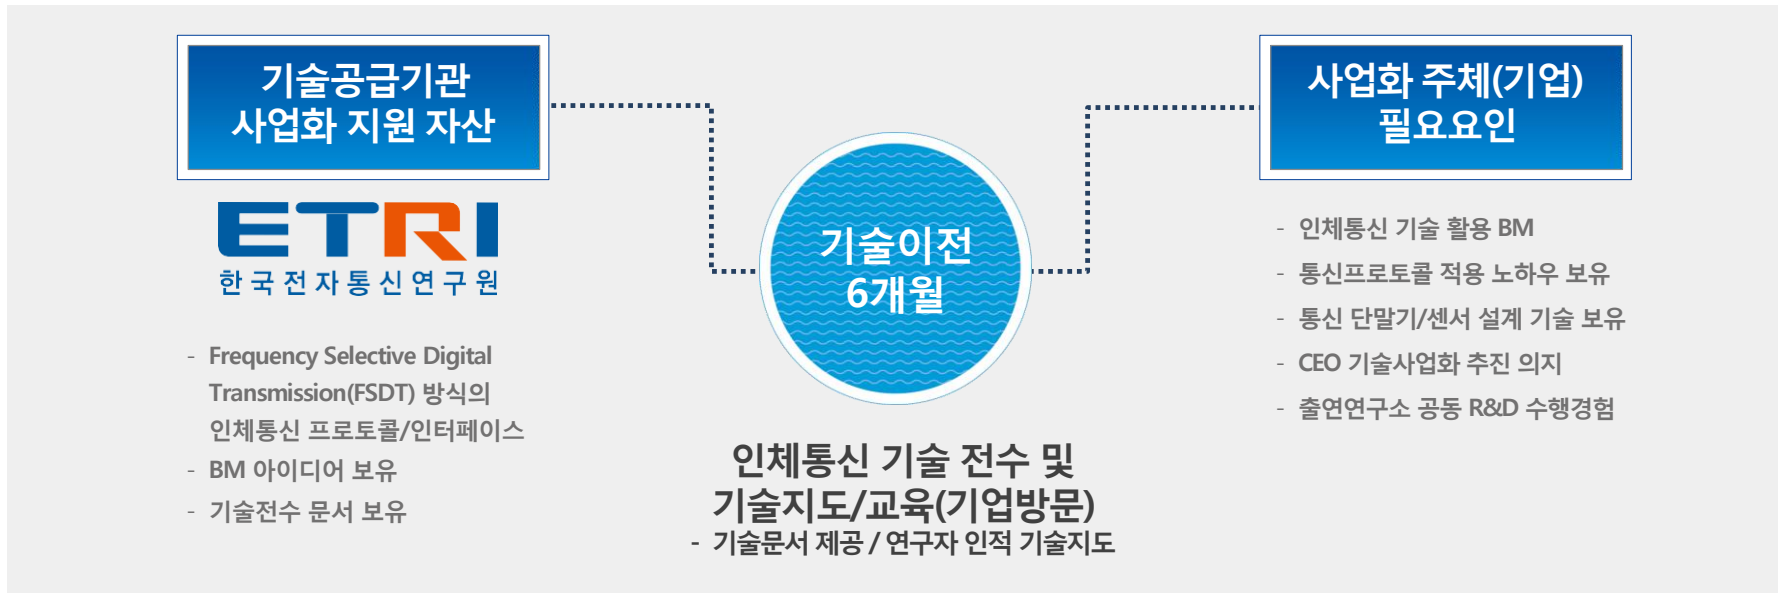 기술공급기관
사업화 지원 자산
ETRI
한국전자통신연구원
- Frequency Selective Digital
Transmission(FSDT) 방식의
인체통신 프로토콜/인터페이스
- BM 아이디어 보유
- 기술전수 문서 보유
기술이전
6개월
인체통신 기술 전수 및
기술지도/교육(기업방문)
- 기술문서 제공 / 연구자 인적 기술지도
사업화 주체(기업)
필요요인
- 인체통신 기술 활용 BM
- 통신프로토콜 적용 노하우 보유
- 통신 단말기/센서 설계 기술 보유
- CEO 기술사업화 추진 의지
- 출연연구소 공동 R&D 수행경험